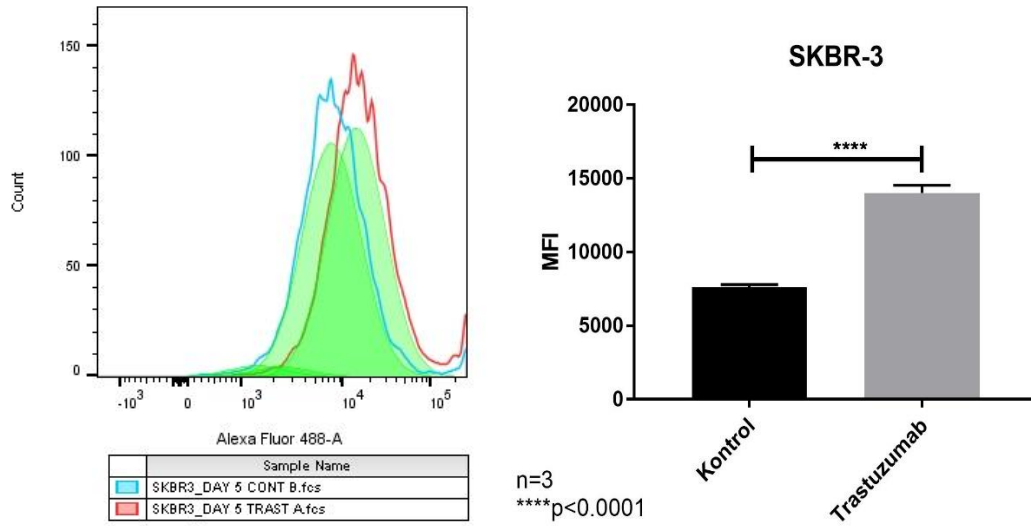 150
100
50
0
Count
-10³
0
10³
10⁴
10⁵
Alexa Fluor 488-A
Sample Name
SKBR3_DAY 5 CONT B.fcs
SKBR3_DAY 5 TRAST A.fcs
SKBR-3
20000
15000
10000
5000
0
MFI
****
Kontrol
Trastuzumab
n=3
****p<0.0001